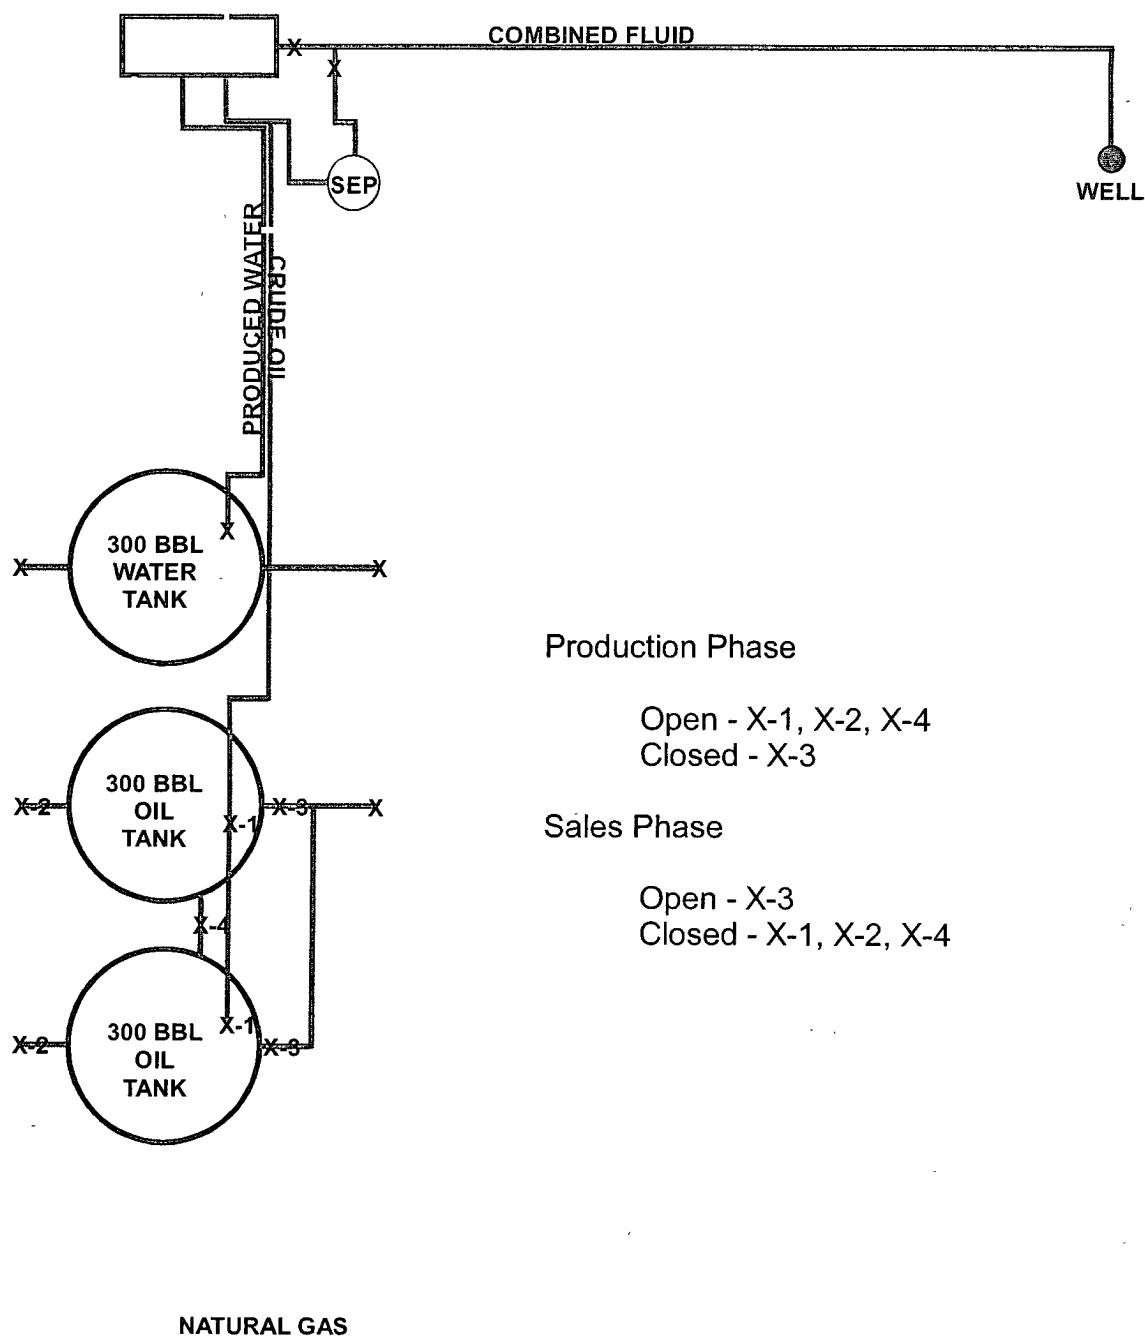 COMBINED FLUID
X
X
SEP
WELL
PRODUCED WATER
CRUDE OIL
X
300 BBL
WATER
TANK
X
X
Production Phase
Open - X-1, X-2, X-4
Closed - X-3
300 BBL
OIL
TANK
X-2
X-3
X
X-1
Sales Phase
Open - X-3
Closed - X-1, X-2, X-4
X-4
300 BBL
OIL
TANK
X-1
X-2
X-3
NATURAL GAS